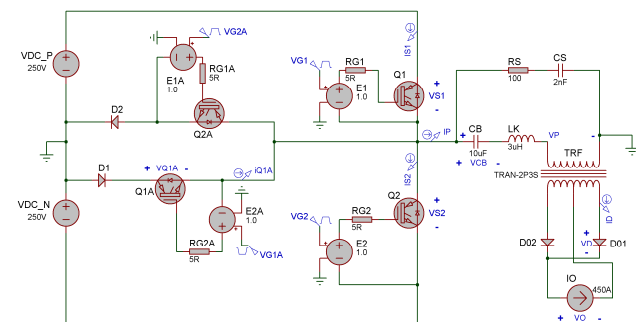 VDC_P
250V
VG2A
E1A
1.0
RG1A
5R
Q2A
D2
D1
VDC_N
250V
+ VQ1A -
Q1A
iQ1A
E2A
1.0
RG2A
5R
VG1A
VG1
RG1
5R
E1
1.0
IS1
Q1
+
VS1
-
IP
IS2
VG2
RG2
5R
E2
1.0
Q2
+
VS2
-
RS
100
CS
2nF
CB
+ -
10uF
+ VCB -
LK
3uH
VP
TRF
TRAN-2P3S
ID
D02
+
VD
-
D01
IO
450A
+ VO -